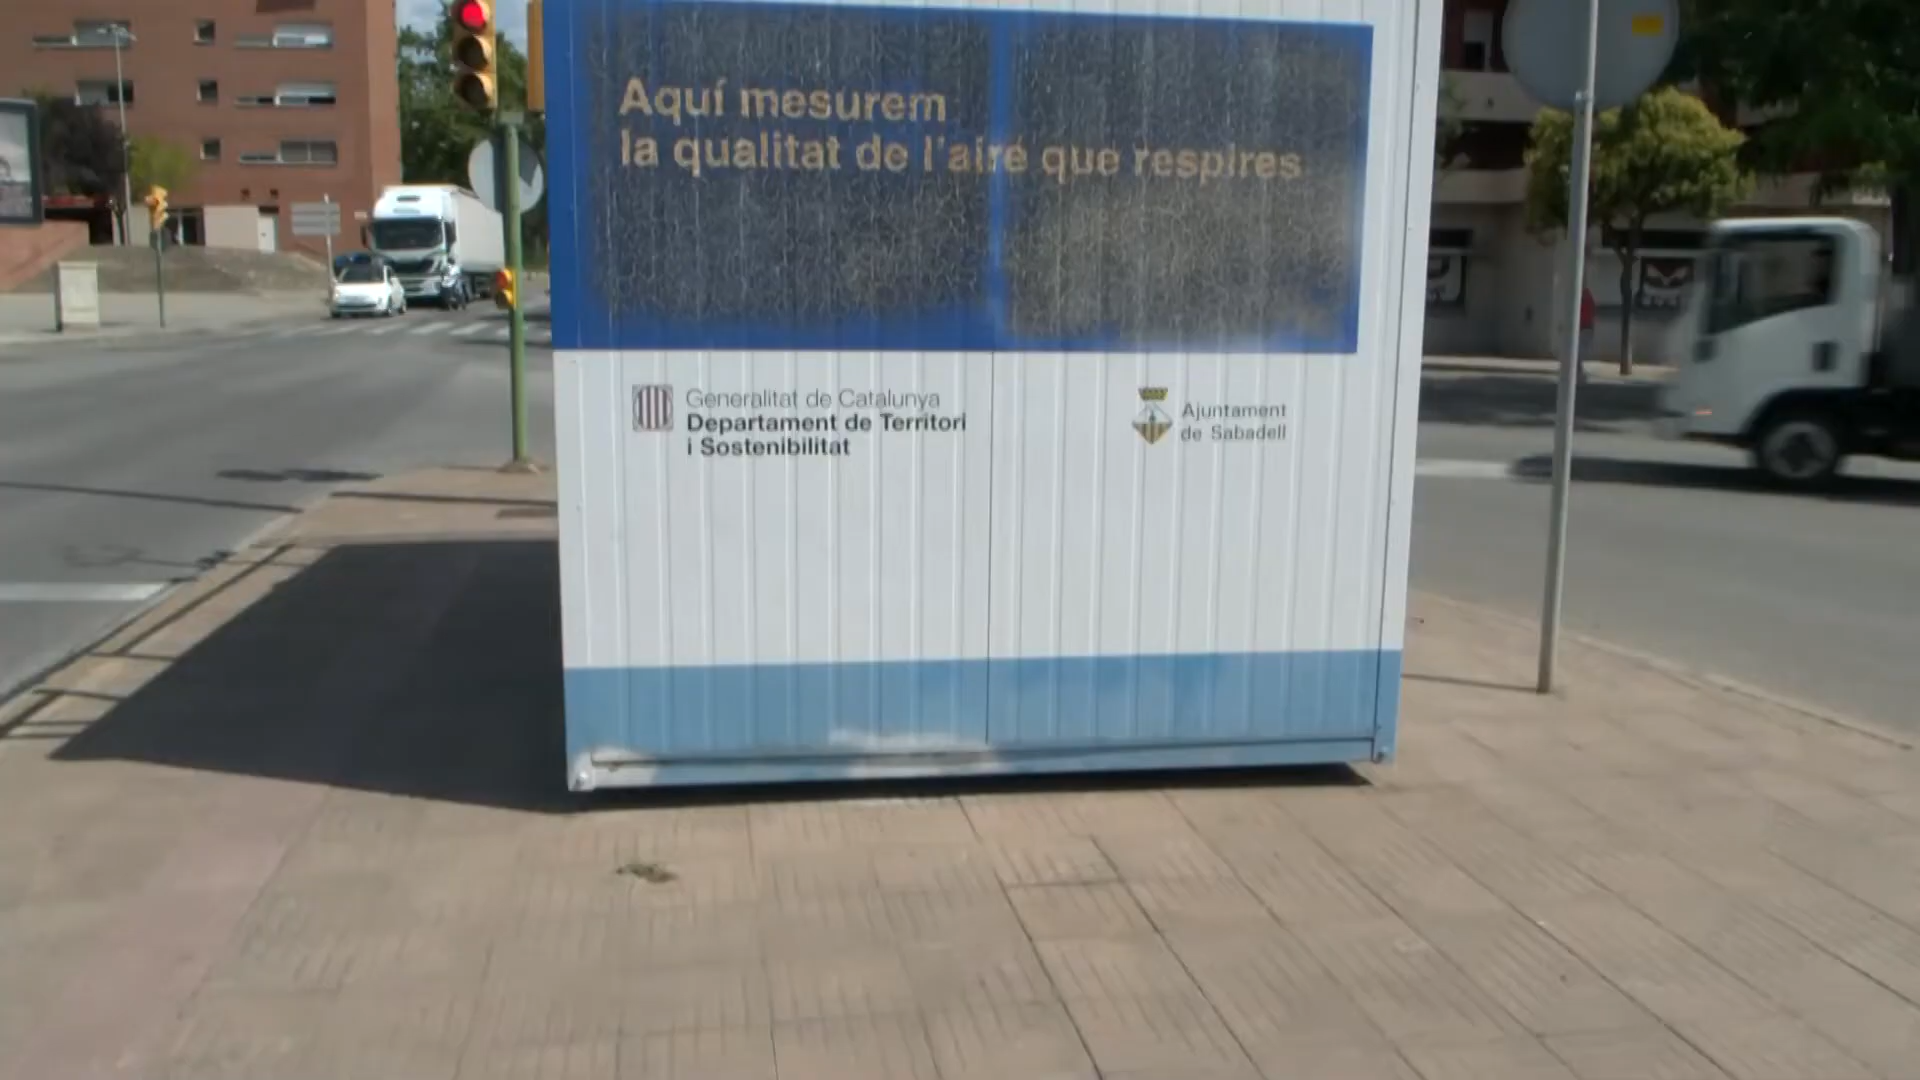 Aquí mesurem
la qualitat de l'aire que respires
Generalitat de Catalunya
Departament de Territori
i Sostenibilitat
Ajuntament
de Sabadell